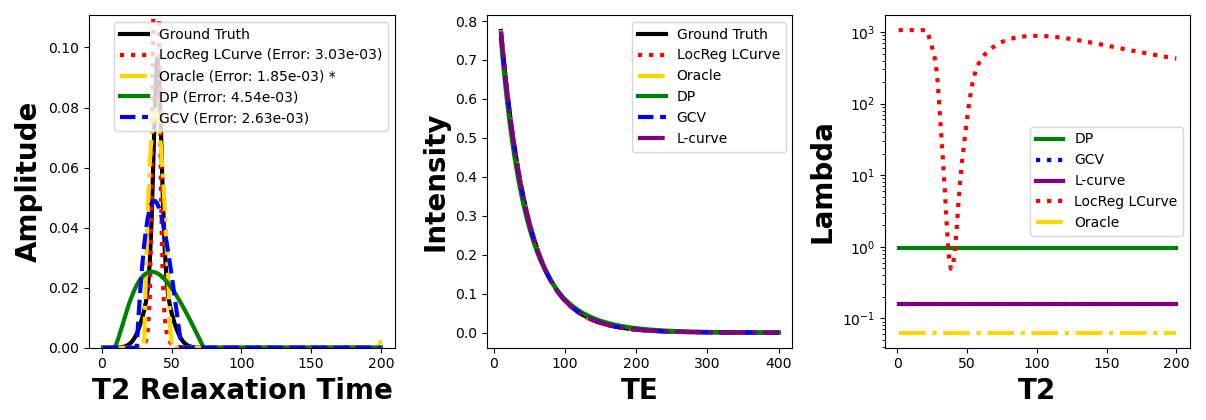 Amplitude
0.10
0.08
0.06
0.04
0.02
0.00
Ground Truth
LocReg LCurve (Error: 3.03e-03)
Oracle (Error: 1.85e-03) *
DP (Error: 4.54e-03)
GCV (Error: 2.63e-03)
0 50 100 150 200
T2 Relaxation Time
Intensity
0.8
0.7
0.6
0.5
0.4
0.3
0.2
0.1
0.0
Ground Truth
LocReg LCurve
Oracle
DP
GCV
L-curve
0 100 200 300 400
TE
Lambda
10³
10²
10¹
10⁰
10⁻¹
DP
GCV
L-curve
LocReg LCurve
Oracle
0 50 100 150 200
T2